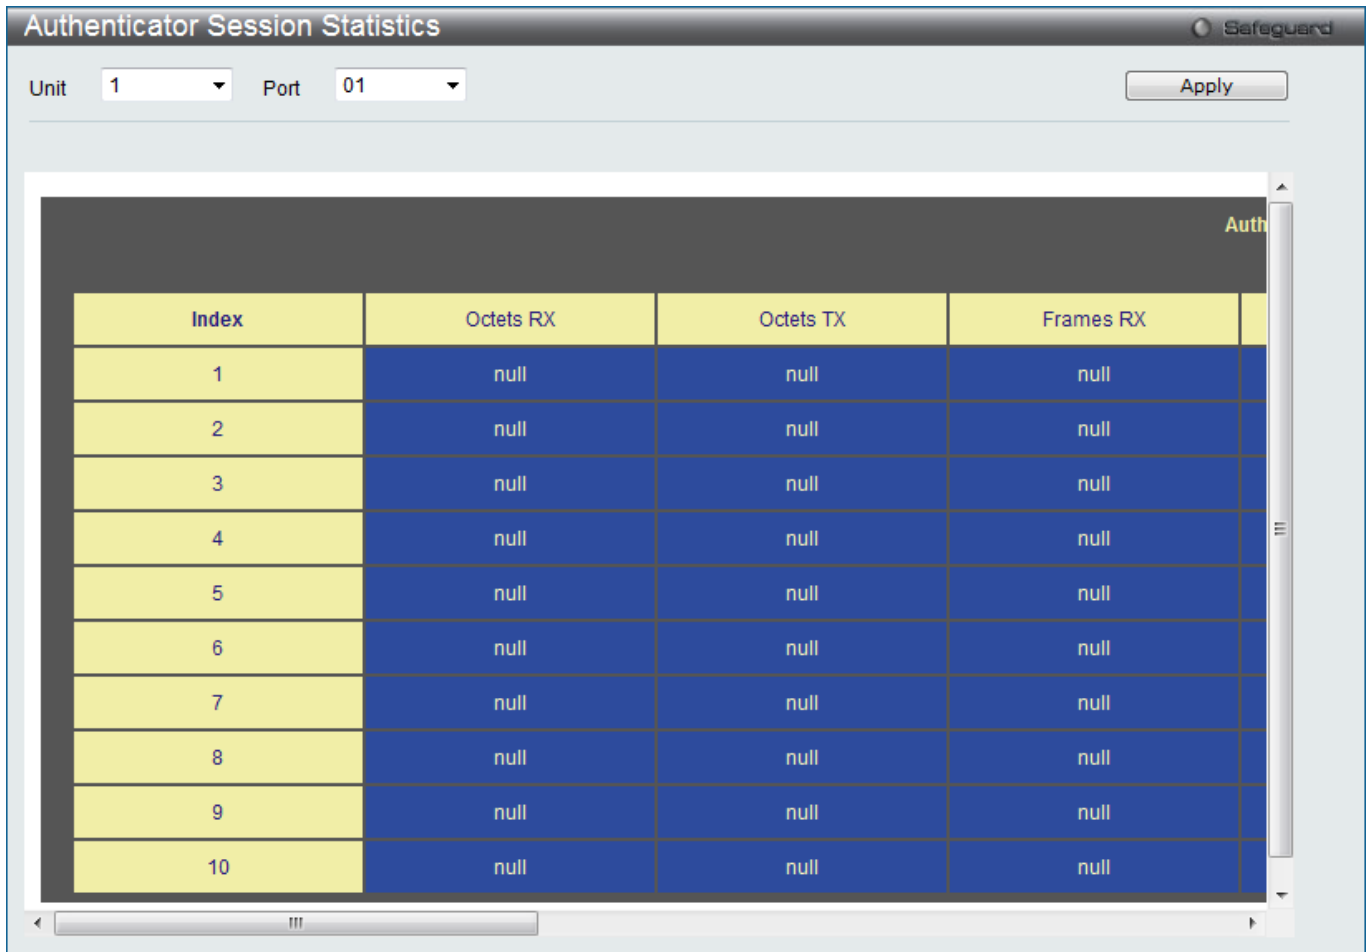 Authenticator Session Statistics Safeguard
Unit 1 Port 01 Apply
Auth
Index Octets RX Octets TX Frames RX
1 null null null
2 null null null
3 null null null
4 null null null
5 null null null
6 null null null
7 null null null
8 null null null
9 null null null
10 null null null